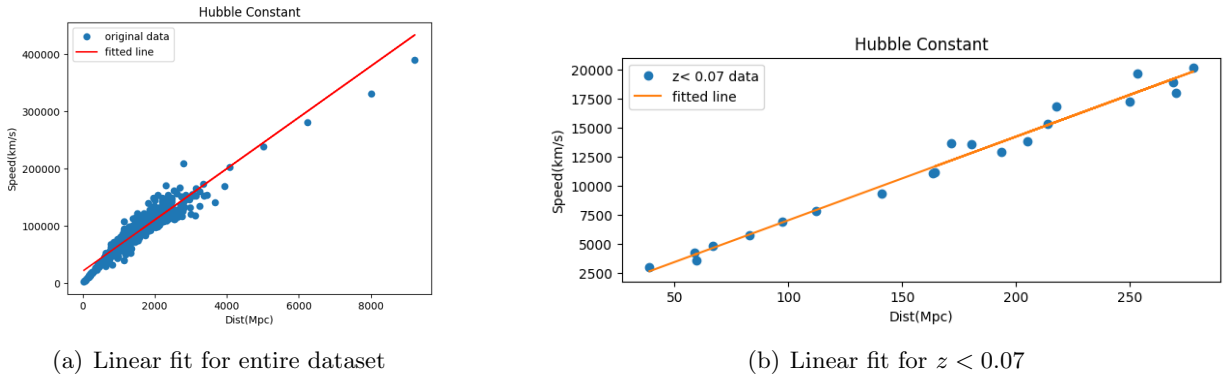 Hubble Constant
original data
fitted line
400000
300000
200000
100000
0
Speed(km/s)
0
2000
4000
6000
8000
Dist(Mpc)
(a) Linear fit for entire dataset
Hubble Constant
z< 0.07 data
fitted line
20000
17500
15000
12500
10000
7500
5000
2500
Speed(km/s)
50
100
150
200
250
Dist(Mpc)
(b) Linear fit for z < 0.07